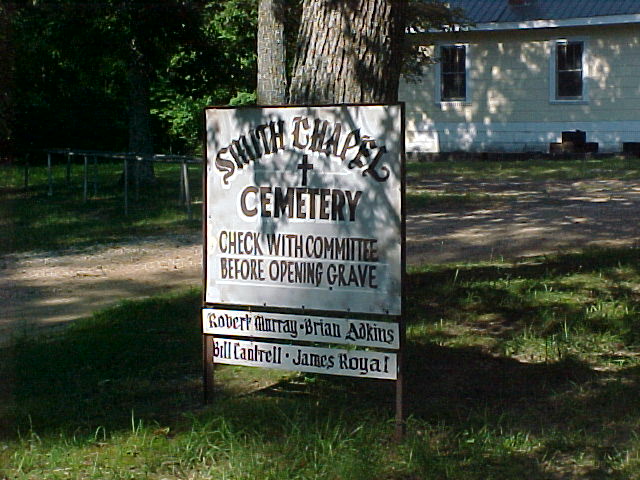 SMITH CHAPEL
CEMETERY
CHECK WITH COMMITTEE
BEFORE OPENING GRAVE
Robert Murray • Brian Adkins
Bill Cantrell • James Royal